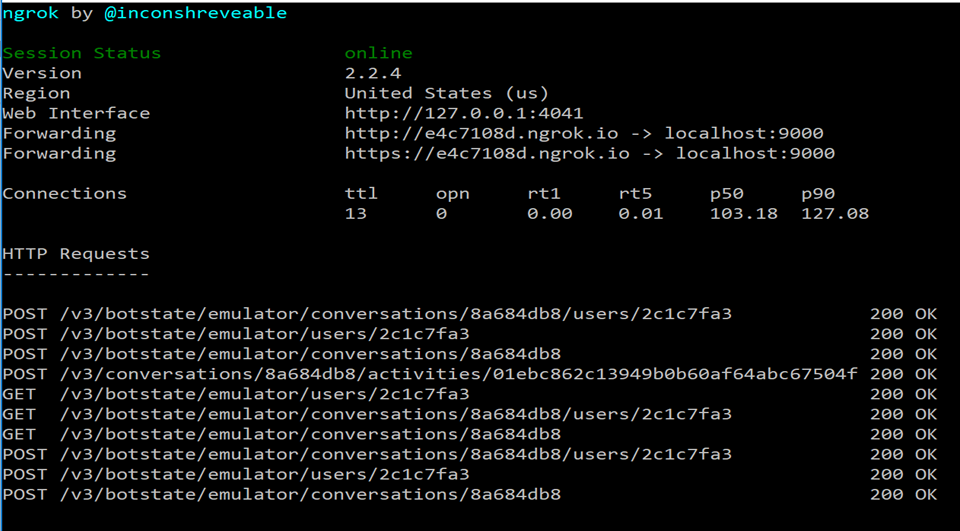 ngrok by @inconshreveable
Session Status online
Version 2.2.4
Region United States (us)
Web Interface http://127.0.0.1:4041
Forwarding http://e4c7108d.ngrok.io -> localhost:9000
Forwarding https://e4c7108d.ngrok.io -> localhost:9000
Connections ttl opn rt1 rt5 p50 p90
13 0 0.00 0.01 103.18 127.08
HTTP Requests
-------------
POST /v3/botstate/emulator/conversations/8a684db8/users/2c1c7fa3 200 OK
POST /v3/botstate/emulator/users/2c1c7fa3 200 OK
POST /v3/botstate/emulator/conversations/8a684db8 200 OK
POST /v3/conversations/8a684db8/activities/01ebc862c13949b0b60af64abc67504f 200 OK
GET /v3/botstate/emulator/users/2c1c7fa3 200 OK
GET /v3/botstate/emulator/conversations/8a684db8/users/2c1c7fa3 200 OK
GET /v3/botstate/emulator/conversations/8a684db8 200 OK
POST /v3/botstate/emulator/conversations/8a684db8/users/2c1c7fa3 200 OK
POST /v3/botstate/emulator/users/2c1c7fa3 200 OK
POST /v3/botstate/emulator/conversations/8a684db8 200 OK